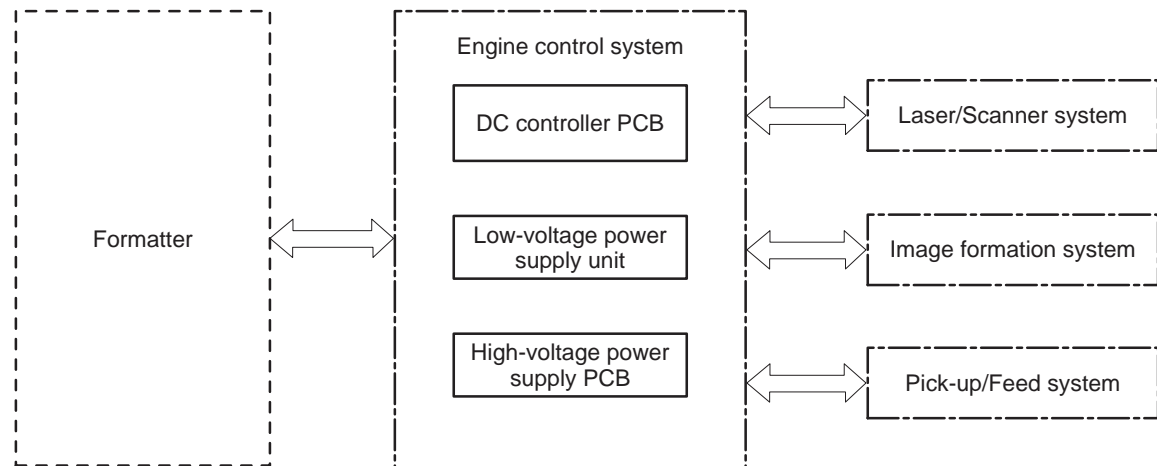 Engine control system
DC controller PCB
Laser/Scanner system
Formatter
Low-voltage power
supply unit
Image formation system
High-voltage power
supply PCB
Pick-up/Feed system